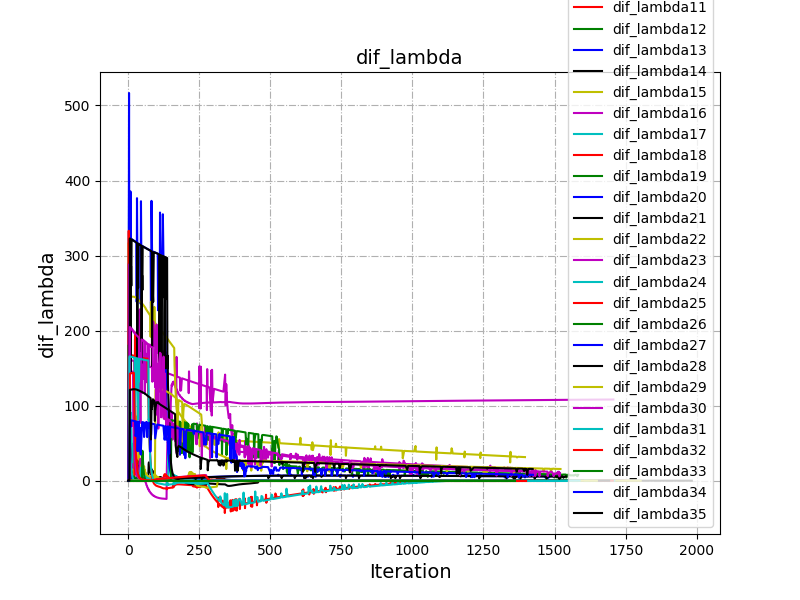 dif_lambda11
dif_lambda12
dif_lambda13
dif_lambda
dif_lambda14
dif_lambda15
dif_lambda16
dif_lambda17
dif_lambda18
dif_lambda19
dif_lambda20
dif_lambda21
dif_lambda22
dif_lambda23
dif_lambda24
dif_lambda25
dif_lambda26
dif_lambda27
dif_lambda28
dif_lambda29
dif_lambda30
dif_lambda31
dif_lambda32
dif_lambda33
dif_lambda34
dif_lambda35
500
400
300
200
100
0
dif_lambda
0 250 500 750 1000 1250 1500 1750 2000
Iteration